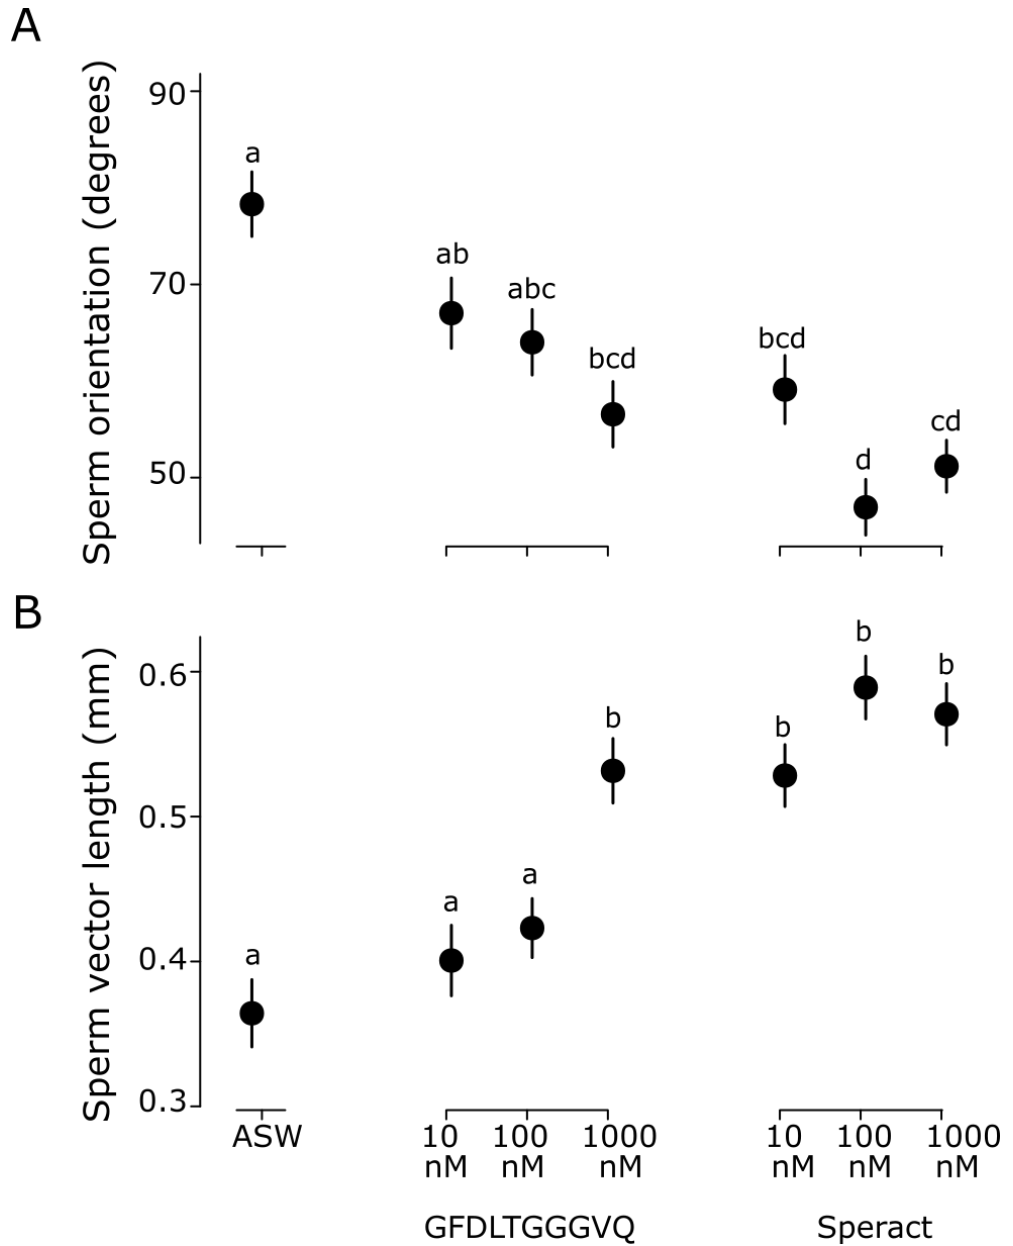 A
Sperm orientation (degrees)
90
70
50
a
ab
abc
bcd
bcd
d
cd
B
Sperm vector length (mm)
0.6
0.5
0.4
0.3
a
a
a
b
b
b
b
ASW
10 nM
100 nM
1000 nM
10 nM
100 nM
1000 nM
GFDLTGGGVQ
Speract